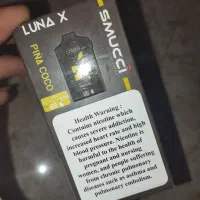 LUNA X
PINA COCO
SMUCCI
Health Warning :
Contains nicotine which
causes severe addiction,
increased heart rate and high
blood pressure. Nicotine is
harmful to the health of
pregnant and nursing
women, and people suffering
from chronic pulmonary
diseases such as asthma and
pulmonary embolism.